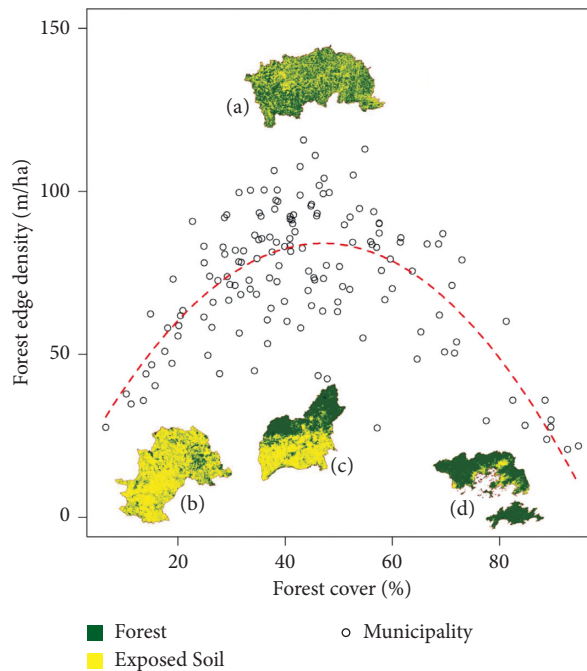 150
100
50
0
Forest edge density (m/ha)
(a)
(b)
(c)
(d)
20
40
60
80
Forest cover (%)
Forest
Municipality
Exposed Soil